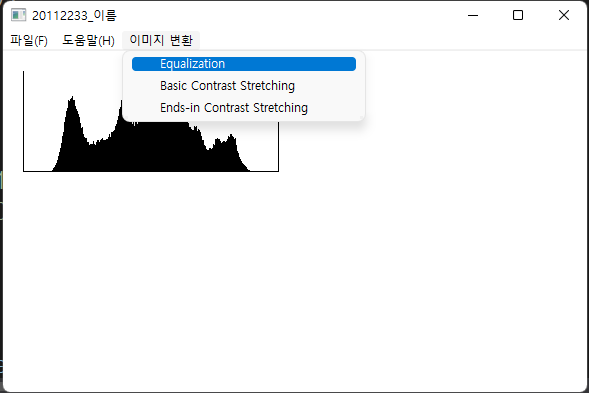 20112233_이름
파일(F) 도움말(H) 이미지 변환
Equalization
Basic Contrast Stretching
Ends-in Contrast Stretching